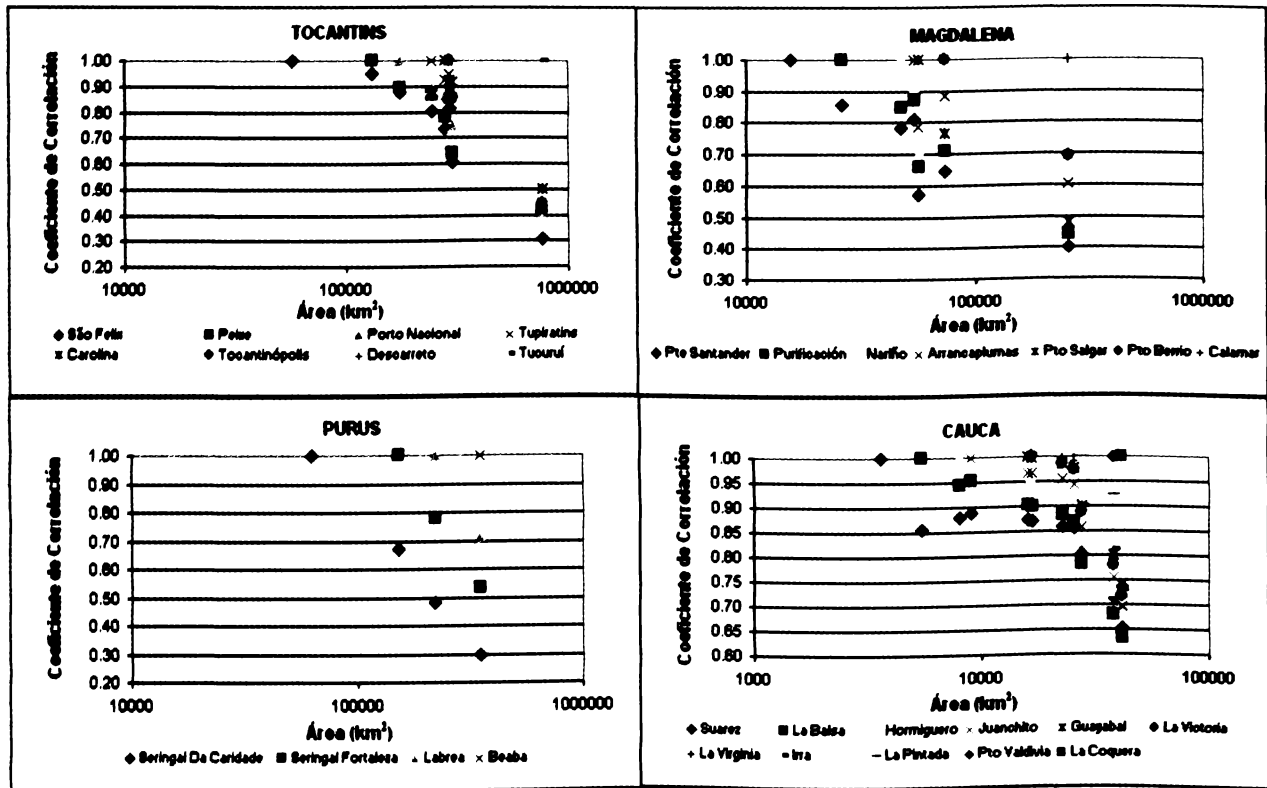 TOCANTINS
Coeficiente de Correlación
1.00
0.90
0.80
0.70
0.60
0.50
0.40
0.30
0.20
10000 100000 1000000
Área (km²)
São Felix Peixe Porto Nacional Tupiratins
Carolina Tocantinópolis Descarreto Tucuruí
MAGDALENA
Coeficiente de Correlación
1.00
0.90
0.80
0.70
0.60
0.50
0.40
0.30
10000 100000 1000000
Área (km²)
Pte Santander Purificación Nariño Arrancaplumas Pto Salgar Pto Berrio Calamar
PURUS
Coeficiente de Correlación
1.00
0.90
0.80
0.70
0.60
0.50
0.40
0.30
0.20
10000 100000 1000000
Área (km²)
Seringal Da Caridade Seringal Fortaleza Labrea Beaba
CAUCA
Coeficiente de Correlación
1.00
0.95
0.90
0.85
0.80
0.75
0.70
0.65
0.60
1000 10000 100000
Área (km²)
Suarez La Balsa Hormiguero Juanchito Guayabal La Victoria
La Virginia Irra La Pintada Pto Valdivia La Coquera